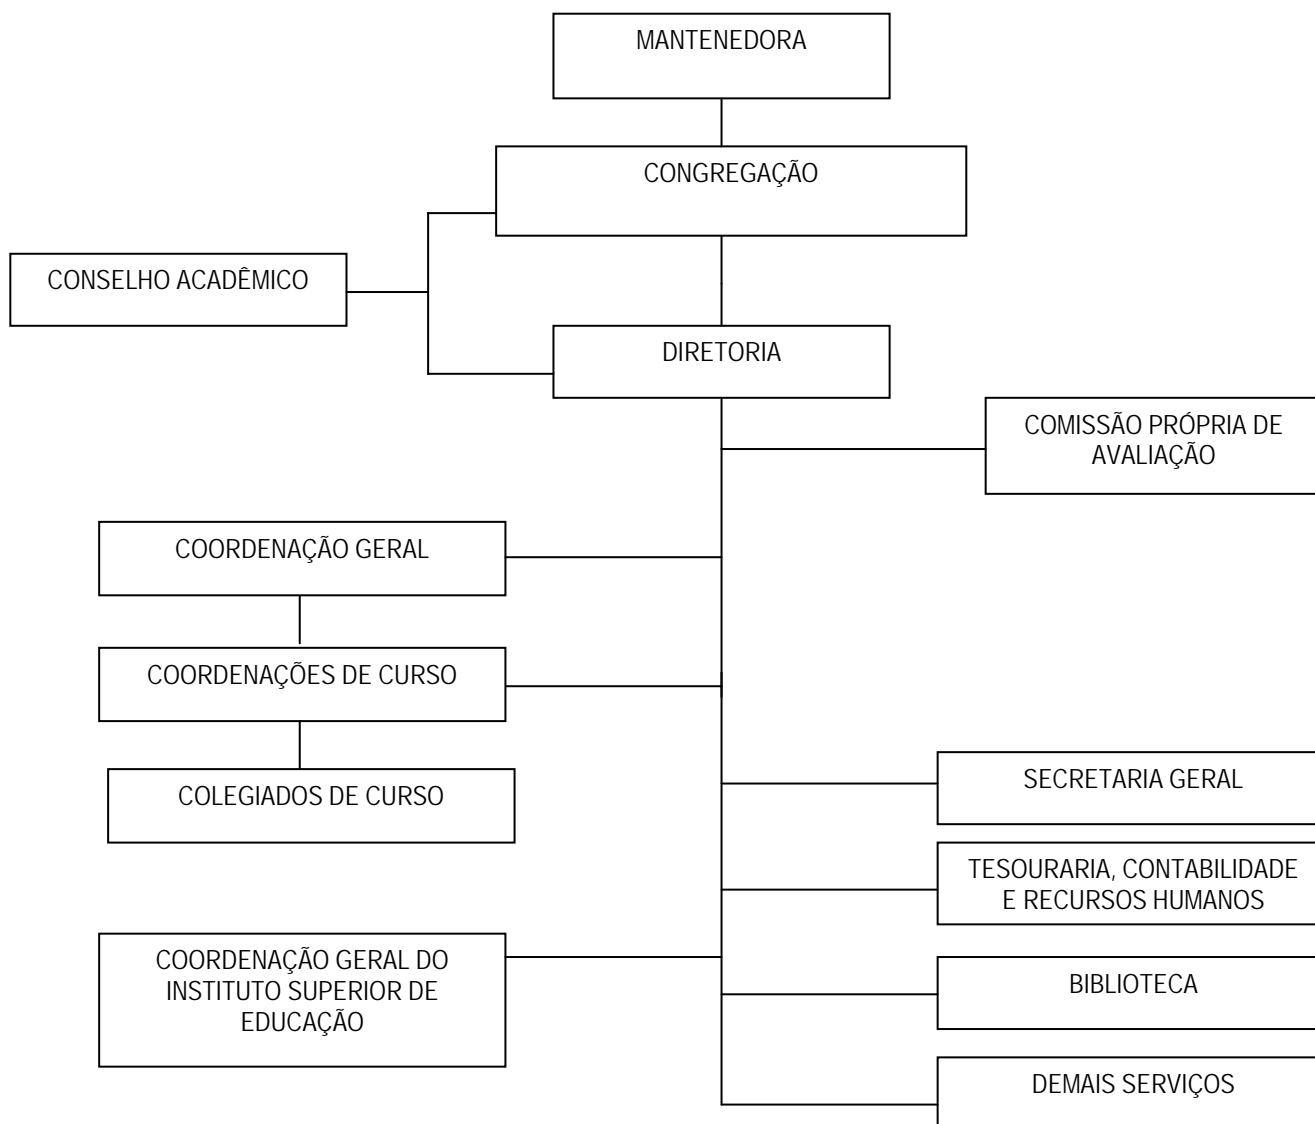 MANTENEDORA
CONGREGAÇÃO
CONSELHO ACADÊMICO
DIRETORIA
COMISSÃO PRÓPRIA DE
AVALIAÇÃO
COORDENAÇÃO GERAL
COORDENAÇÕES DE CURSO
COLEGIADOS DE CURSO
SECRETARIA GERAL
TESOURARIA, CONTABILIDADE
E RECURSOS HUMANOS
COORDENAÇÃO GERAL DO
INSTITUTO SUPERIOR DE
EDUCAÇÃO
BIBLIOTECA
DEMAIS SERVIÇOS